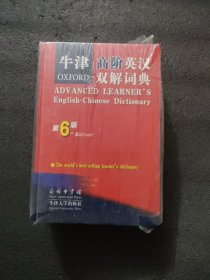 牛津 高阶英汉
OXFORD 双解词典
ADVANCED LEARNER'S
English-Chinese Dictionary
第6版
The world's best-selling learner's dictionary
商务印书馆
牛津大学出版社